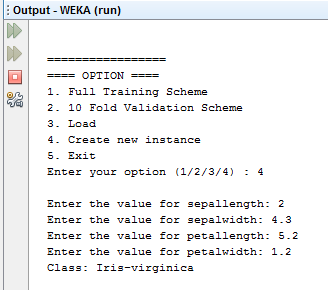 Output - WEKA (run)
=================
==== OPTION ====
1. Full Training Scheme
2. 10 Fold Validation Scheme
3. Load
4. Create new instance
5. Exit
Enter your option (1/2/3/4) : 4
Enter the value for sepallength: 2
Enter the value for sepalwidth: 4.3
Enter the value for petallength: 5.2
Enter the value for petalwidth: 1.2
Class: Iris-virginica